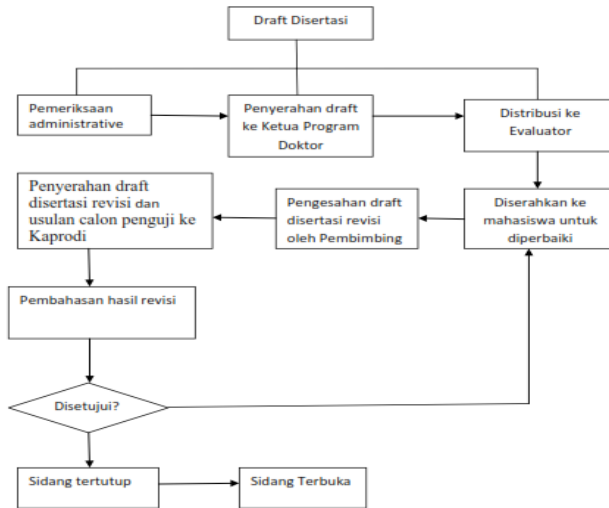 Draft Disertasi
Pemeriksaan
administrative
Penyerahan draft
ke Ketua Program
Doktor
Distribusi ke
Evaluator
Penyerahan draft
disertasi revisi dan
usulan calon penguji ke
Kaprodi
Pengesahan draft
disertasi revisi
oleh Pembimbing
Diserahkan ke
mahasiswa untuk
diperbaiki
Pembahasan hasil revisi
Disetujui?
Sidang tertutup
Sidang Terbuka